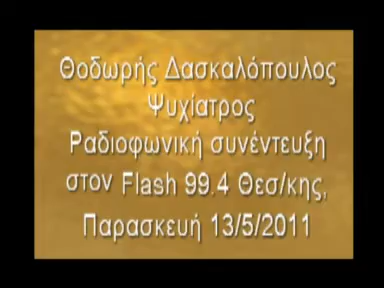 Θοδωρής Δασκαλόπουλος
Ψυχίατρος
Ραδιοφωνική συνέντευξη
στον Flash 99.4 Θεσ/κης,
Παρασκευή 13/5/2011